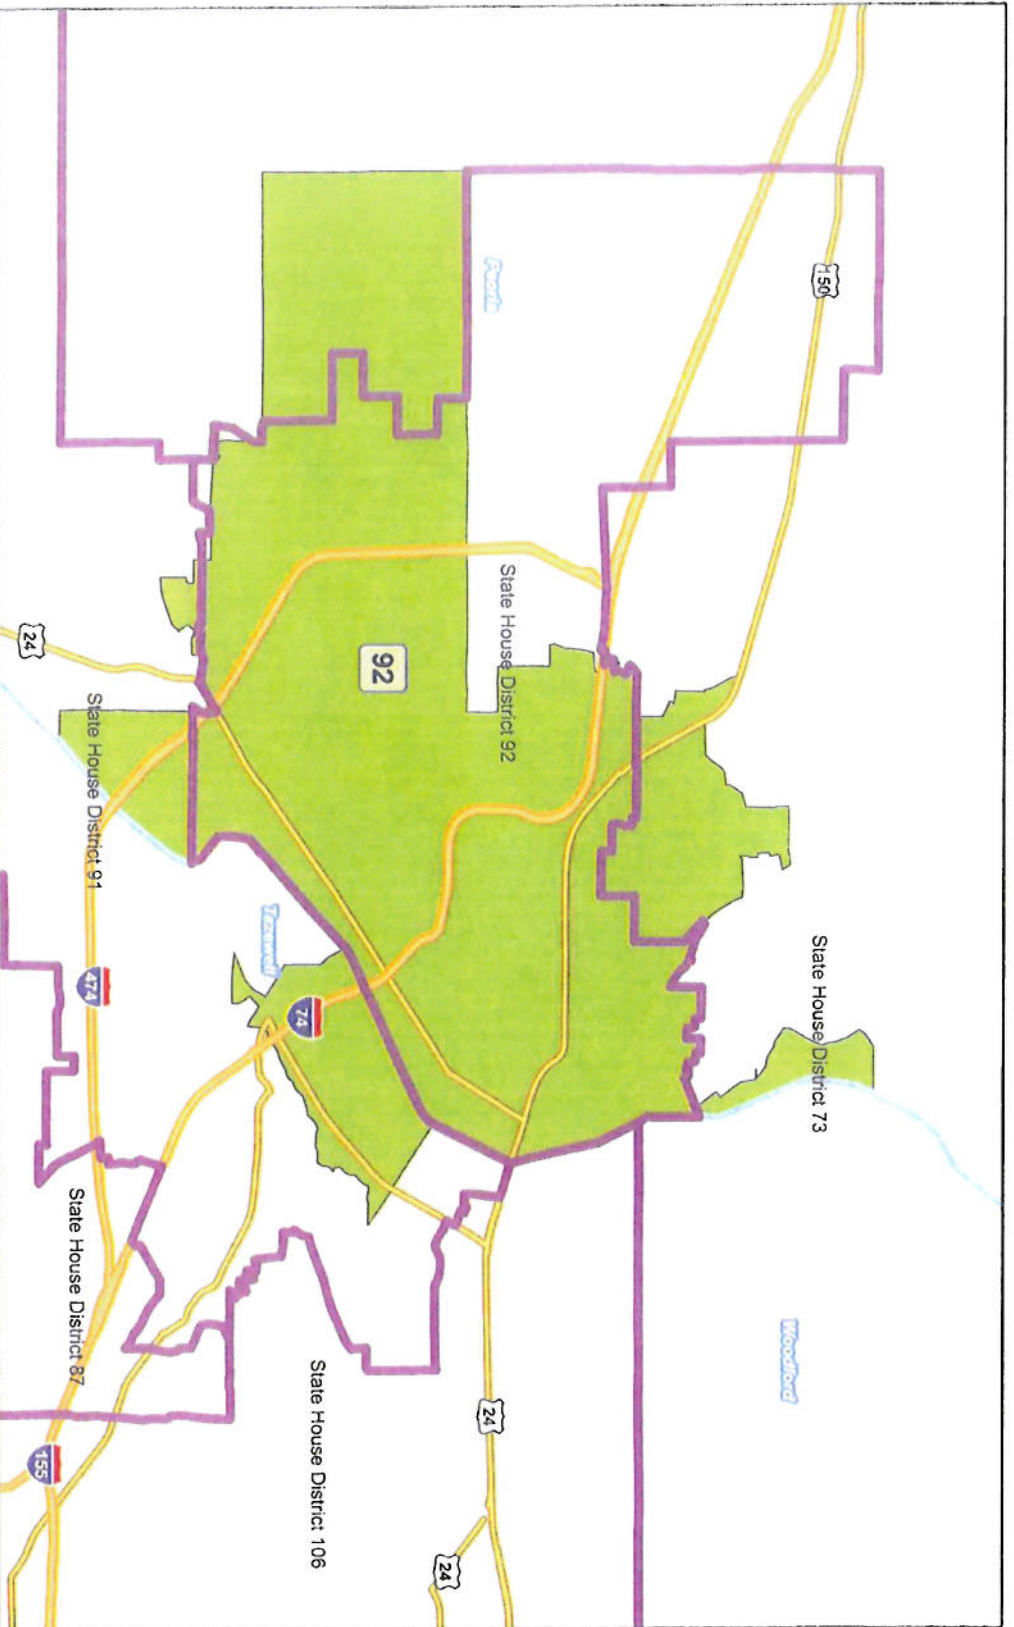 150
State House District 73
Woodford
Peoria
State House District 92
92
24
State House District 106
24
74
Tazewell
24
State House District 91
474
State House District 87
155